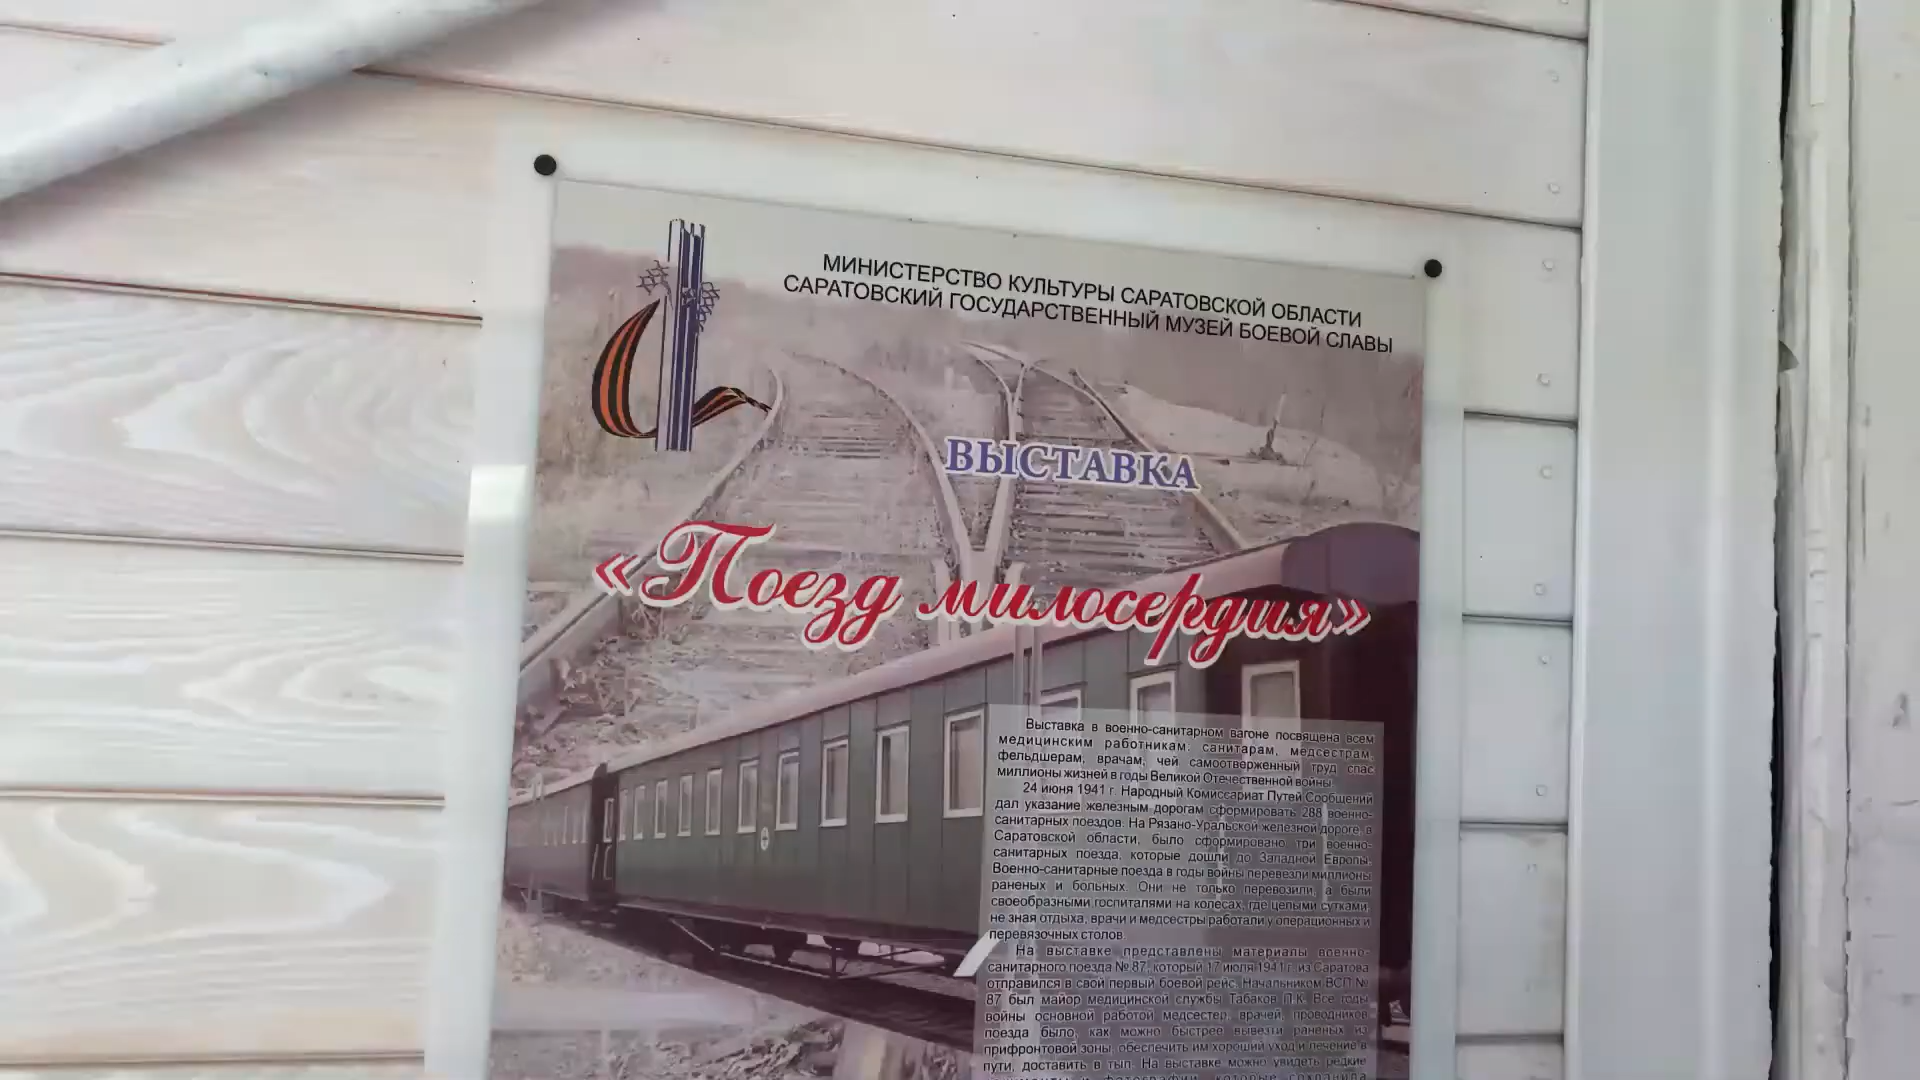 МИНИСТЕРСТВО КУЛЬТУРЫ САРАТОВСКОЙ ОБЛАСТИ
САРАТОВСКИЙ ГОСУДАРСТВЕННЫЙ МУЗЕЙ БОЕВОЙ СЛАВЫ
ВЫСТАВКА
«Поезд милосердия»
Выставка в военно-санитарном вагоне посвящена всем
медицинским работникам: санитарам, медсестрам,
фельдшерам, врачам, чей самоотверженный труд спас
миллионы жизней в годы Великой Отечественной войны.
24 июня 1941 г. Народный Комиссариат Путей Сообщений
дал указание железным дорогам сформировать 288 военно-
санитарных поездов. На Рязано-Уральской железной дороге, в
Саратовской области, было сформировано три военно-
санитарных поезда, которые дошли до Западной Европы.
Военно-санитарные поезда в годы войны перевезли миллионы
раненых и больных. Они не только перевозили, а были
своеобразными госпиталями на колесах, где целыми сутками,
не зная отдыха, врачи и медсестры работали у операционных и
перевязочных столов.
На выставке представлены материалы военно-
санитарного поезда № 87, который 17 июля 1941 г. из Саратова
отправился в свой первый боевой рейс. Начальником ВСП №
87 был майор медицинской службы Табаков П.К. Все годы
войны основной работой медсестер, врачей, проводников
поезда было, как можно быстрее вывезти раненых из
прифронтовой зоны, обеспечить им хороший уход и лечение в
пути, доставить в тыл. На выставке можно увидеть редкие
и фотографии, которые сохранила